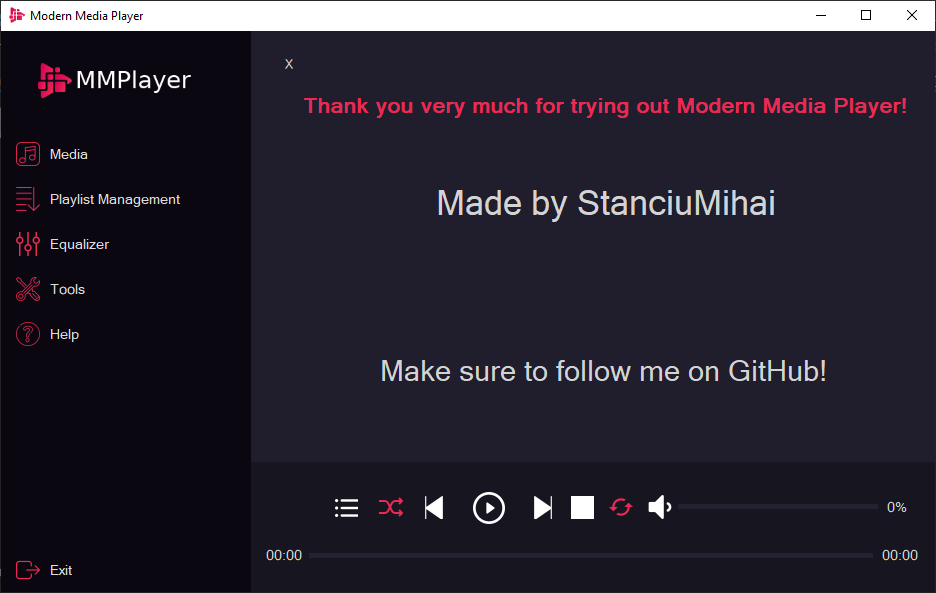 Modern Media Player
MMPlayer
Media
Playlist Management
Equalizer
Tools
Help
Exit
X
Thank you very much for trying out Modern Media Player!
Made by StanciuMihai
Make sure to follow me on GitHub!
0%
00:00
00:00